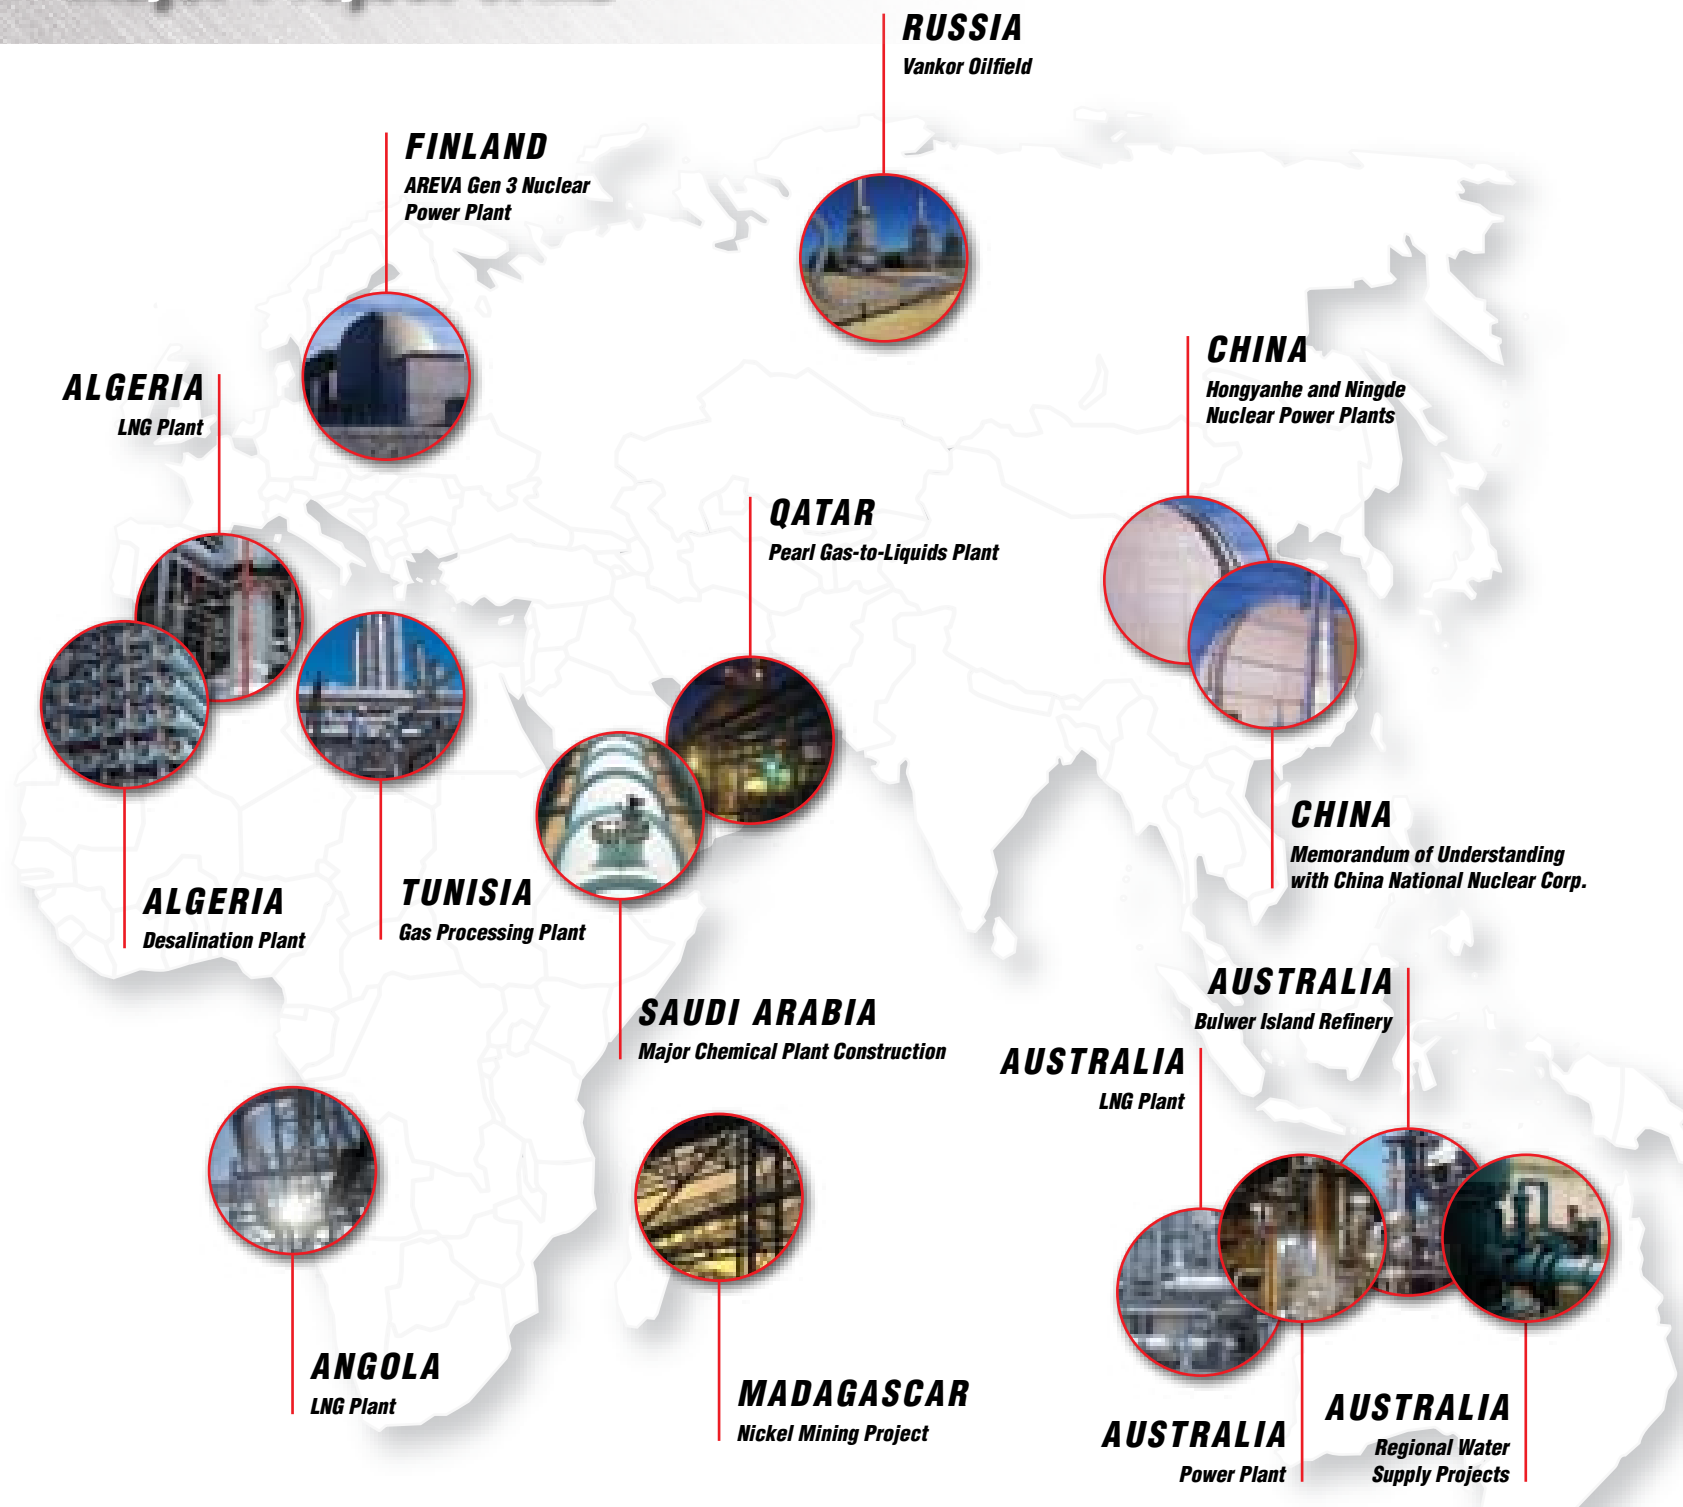 RUSSIA
Vankor Oilfield
FINLAND
AREVA Gen 3 Nuclear
Power Plant
ALGERIA
LNG Plant
CHINA
Hongyanhe and Ningde
Nuclear Power Plants
QATAR
Pearl Gas-to-Liquids Plant
CHINA
Memorandum of Understanding
with China National Nuclear Corp.
ALGERIA
Desalination Plant
TUNISIA
Gas Processing Plant
SAUDI ARABIA
Major Chemical Plant Construction
AUSTRALIA
Bulwer Island Refinery
AUSTRALIA
LNG Plant
ANGOLA
LNG Plant
MADAGASCAR
Nickel Mining Project
AUSTRALIA
Power Plant
AUSTRALIA
Regional Water
Supply Projects